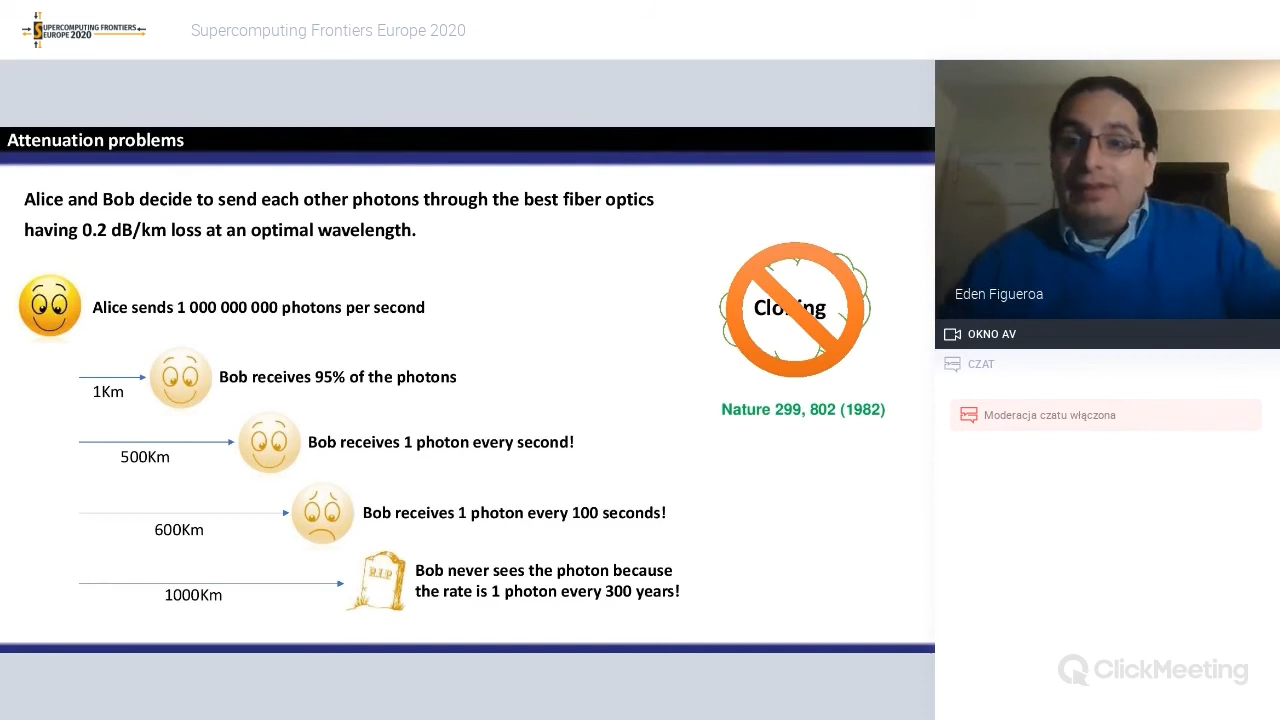 SUPERCOMPUTING FRONTIERS
EUROPE 2020
Supercomputing Frontiers Europe 2020
Attenuation problems
Alice and Bob decide to send each other photons through the best fiber optics
having 0.2 dB/km loss at an optimal wavelength.
Alice sends 1 000 000 000 photons per second
1Km
Bob receives 95% of the photons
500Km
Bob receives 1 photon every second!
600Km
Bob receives 1 photon every 100 seconds!
1000Km
R.I.P
Bob never sees the photon because
the rate is 1 photon every 300 years!
Cloning
Nature 299, 802 (1982)
Eden Figueroa
OKNO AV
CZAT
Moderacja czatu włączona
ClickMeeting